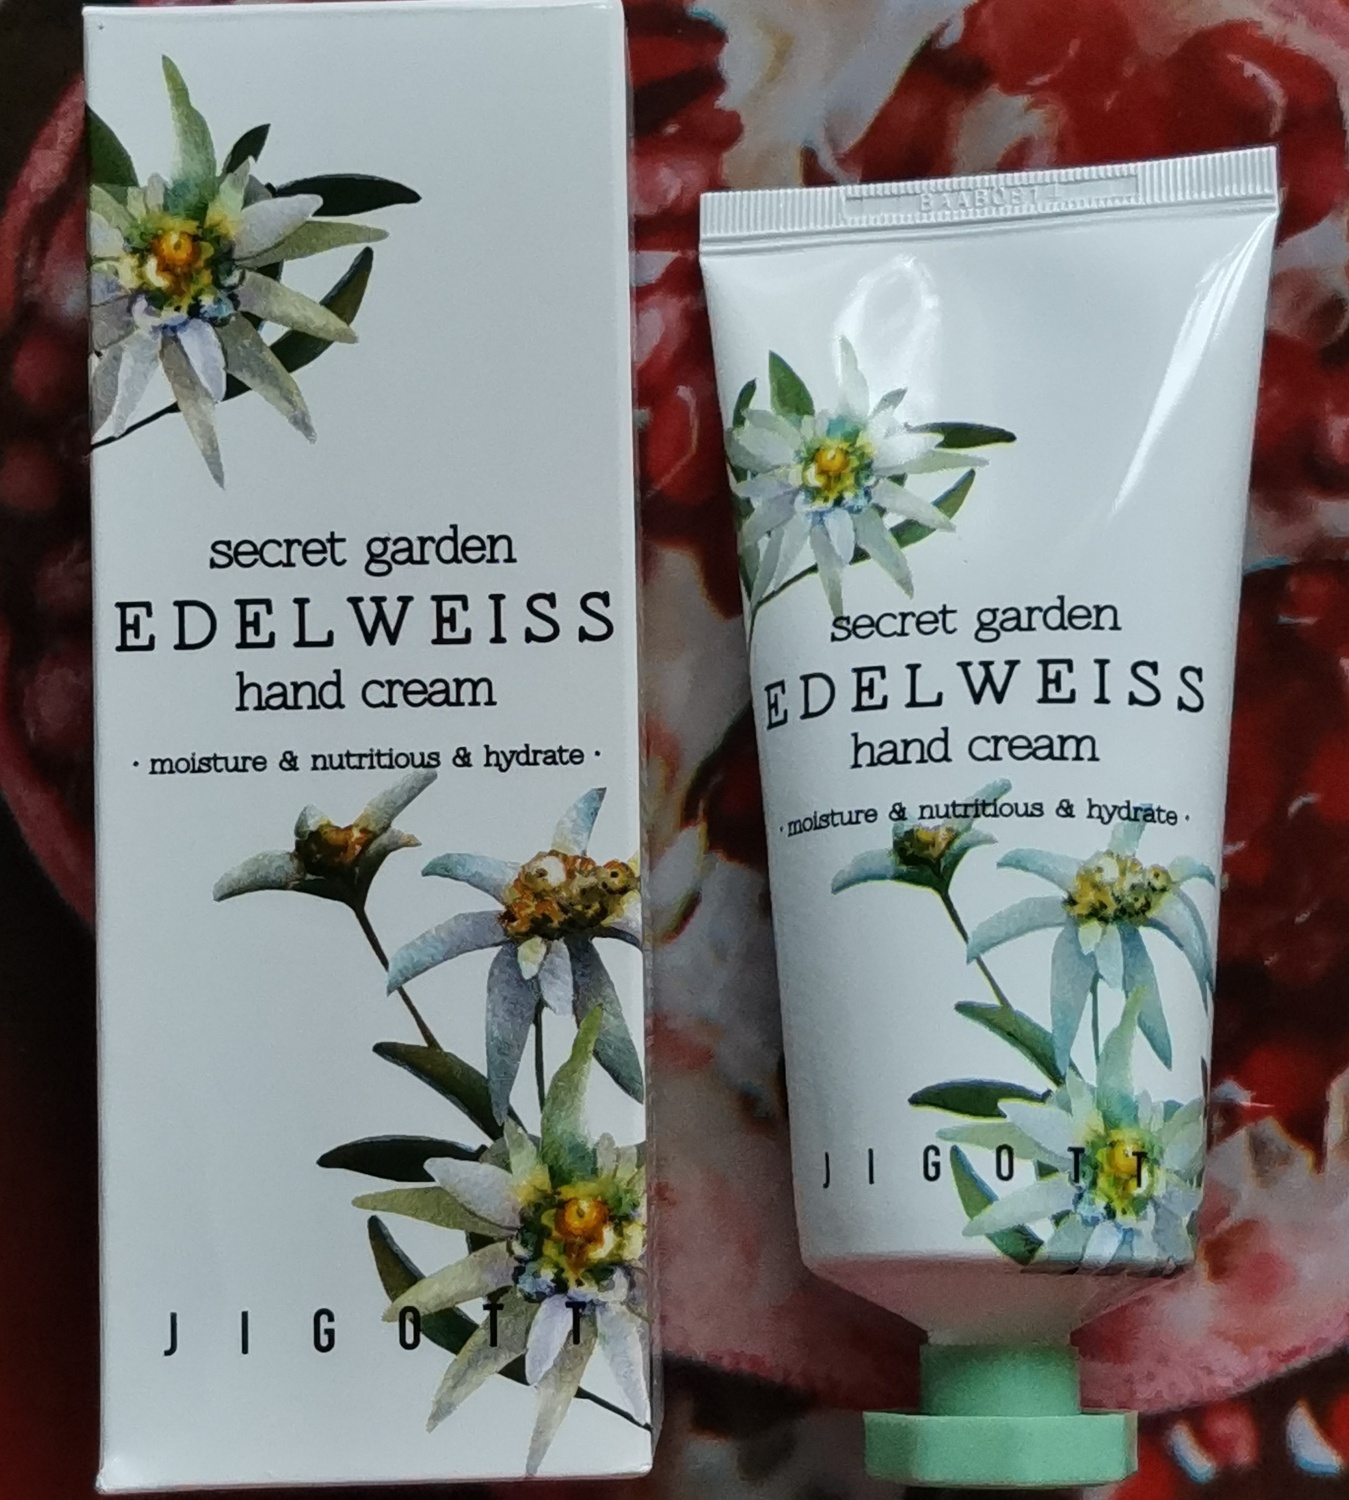 secret garden
EDELWEISS
hand cream
· moisture & nutritious & hydrate ·
JIGOTT
secret garden
EDELWEISS
hand cream
· moisture & nutritious & hydrate ·
JIGOTT